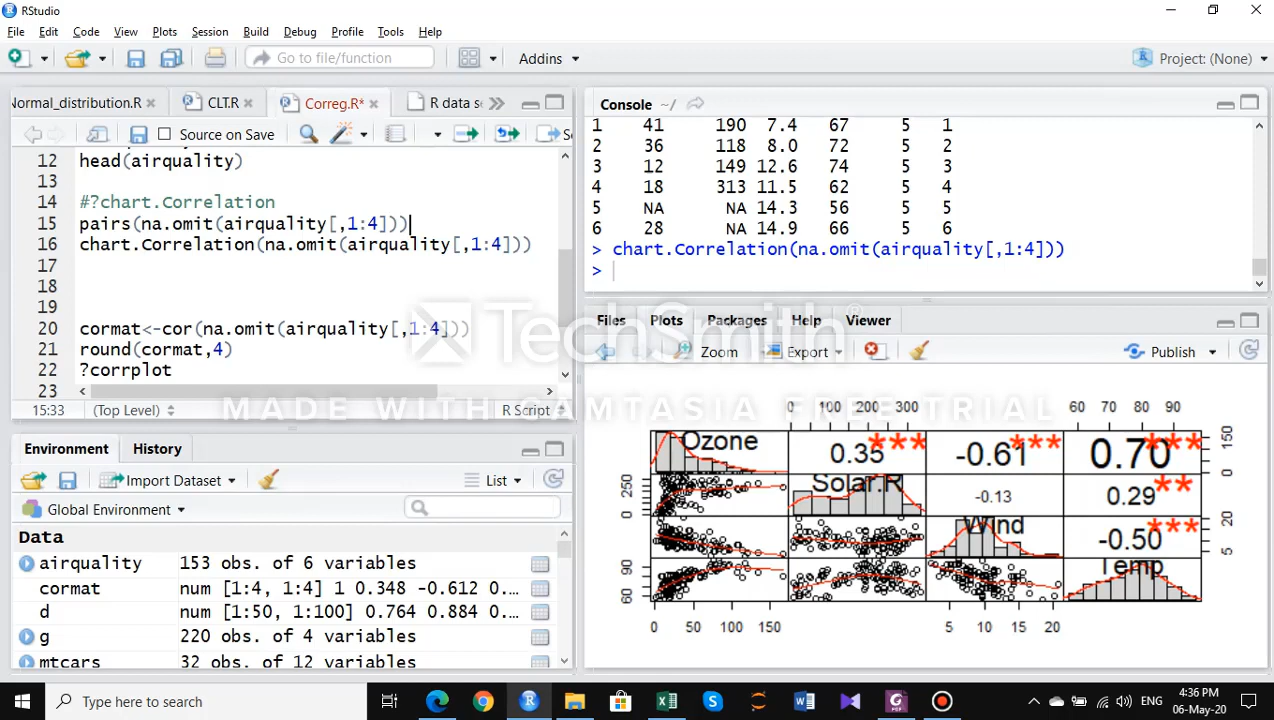 RStudio
File Edit Code View Plots Session Build Debug Profile Tools Help
Go to file/function Addins Project: (None)
Normal_distribution.R CLT.R Correg.R* R data s
Source on Save
12 head(airquality)
13
14 #?chart.Correlation
15 pairs(na.omit(airquality[,1:4]))
16 chart.Correlation(na.omit(airquality[,1:4]))
17
18
19
20 cormat<-cor(na.omit(airquality[,1:4]))
21 round(cormat,4)
22 ?corrplot
23
15:33 (Top Level) R Script
Console ~/
1 41 190 7.4 67 5 1
2 36 118 8.0 72 5 2
3 12 149 12.6 74 5 3
4 18 313 11.5 62 5 4
5 NA NA 14.3 56 5 5
6 28 NA 14.9 66 5 6
> chart.Correlation(na.omit(airquality[,1:4]))
>
Files Plots Packages Help Viewer
Zoom Export Publish
TechSmith
MADE WITH CAMTASIA FREE TRIAL
Environment History
Import Dataset List
Global Environment
Data
airquality 153 obs. of 6 variables
cormat num [1:4, 1:4] 1 0.348 -0.612 0...
d num [1:50, 1:100] 0.764 0.884 0...
g 220 obs. of 4 variables
mtcars 32 obs. of 12 variables
0 100 200 300 60 70 80 90
Ozone 0.35 *** -0.61 *** 0.70 *** 0 150
0 250 Solar.R -0.13 0.29 **
Wind -0.50 *** 5 20
60 90 Temp
0 50 100 150 5 10 15 20
Type here to search
ENG
4:36 PM
06-May-20